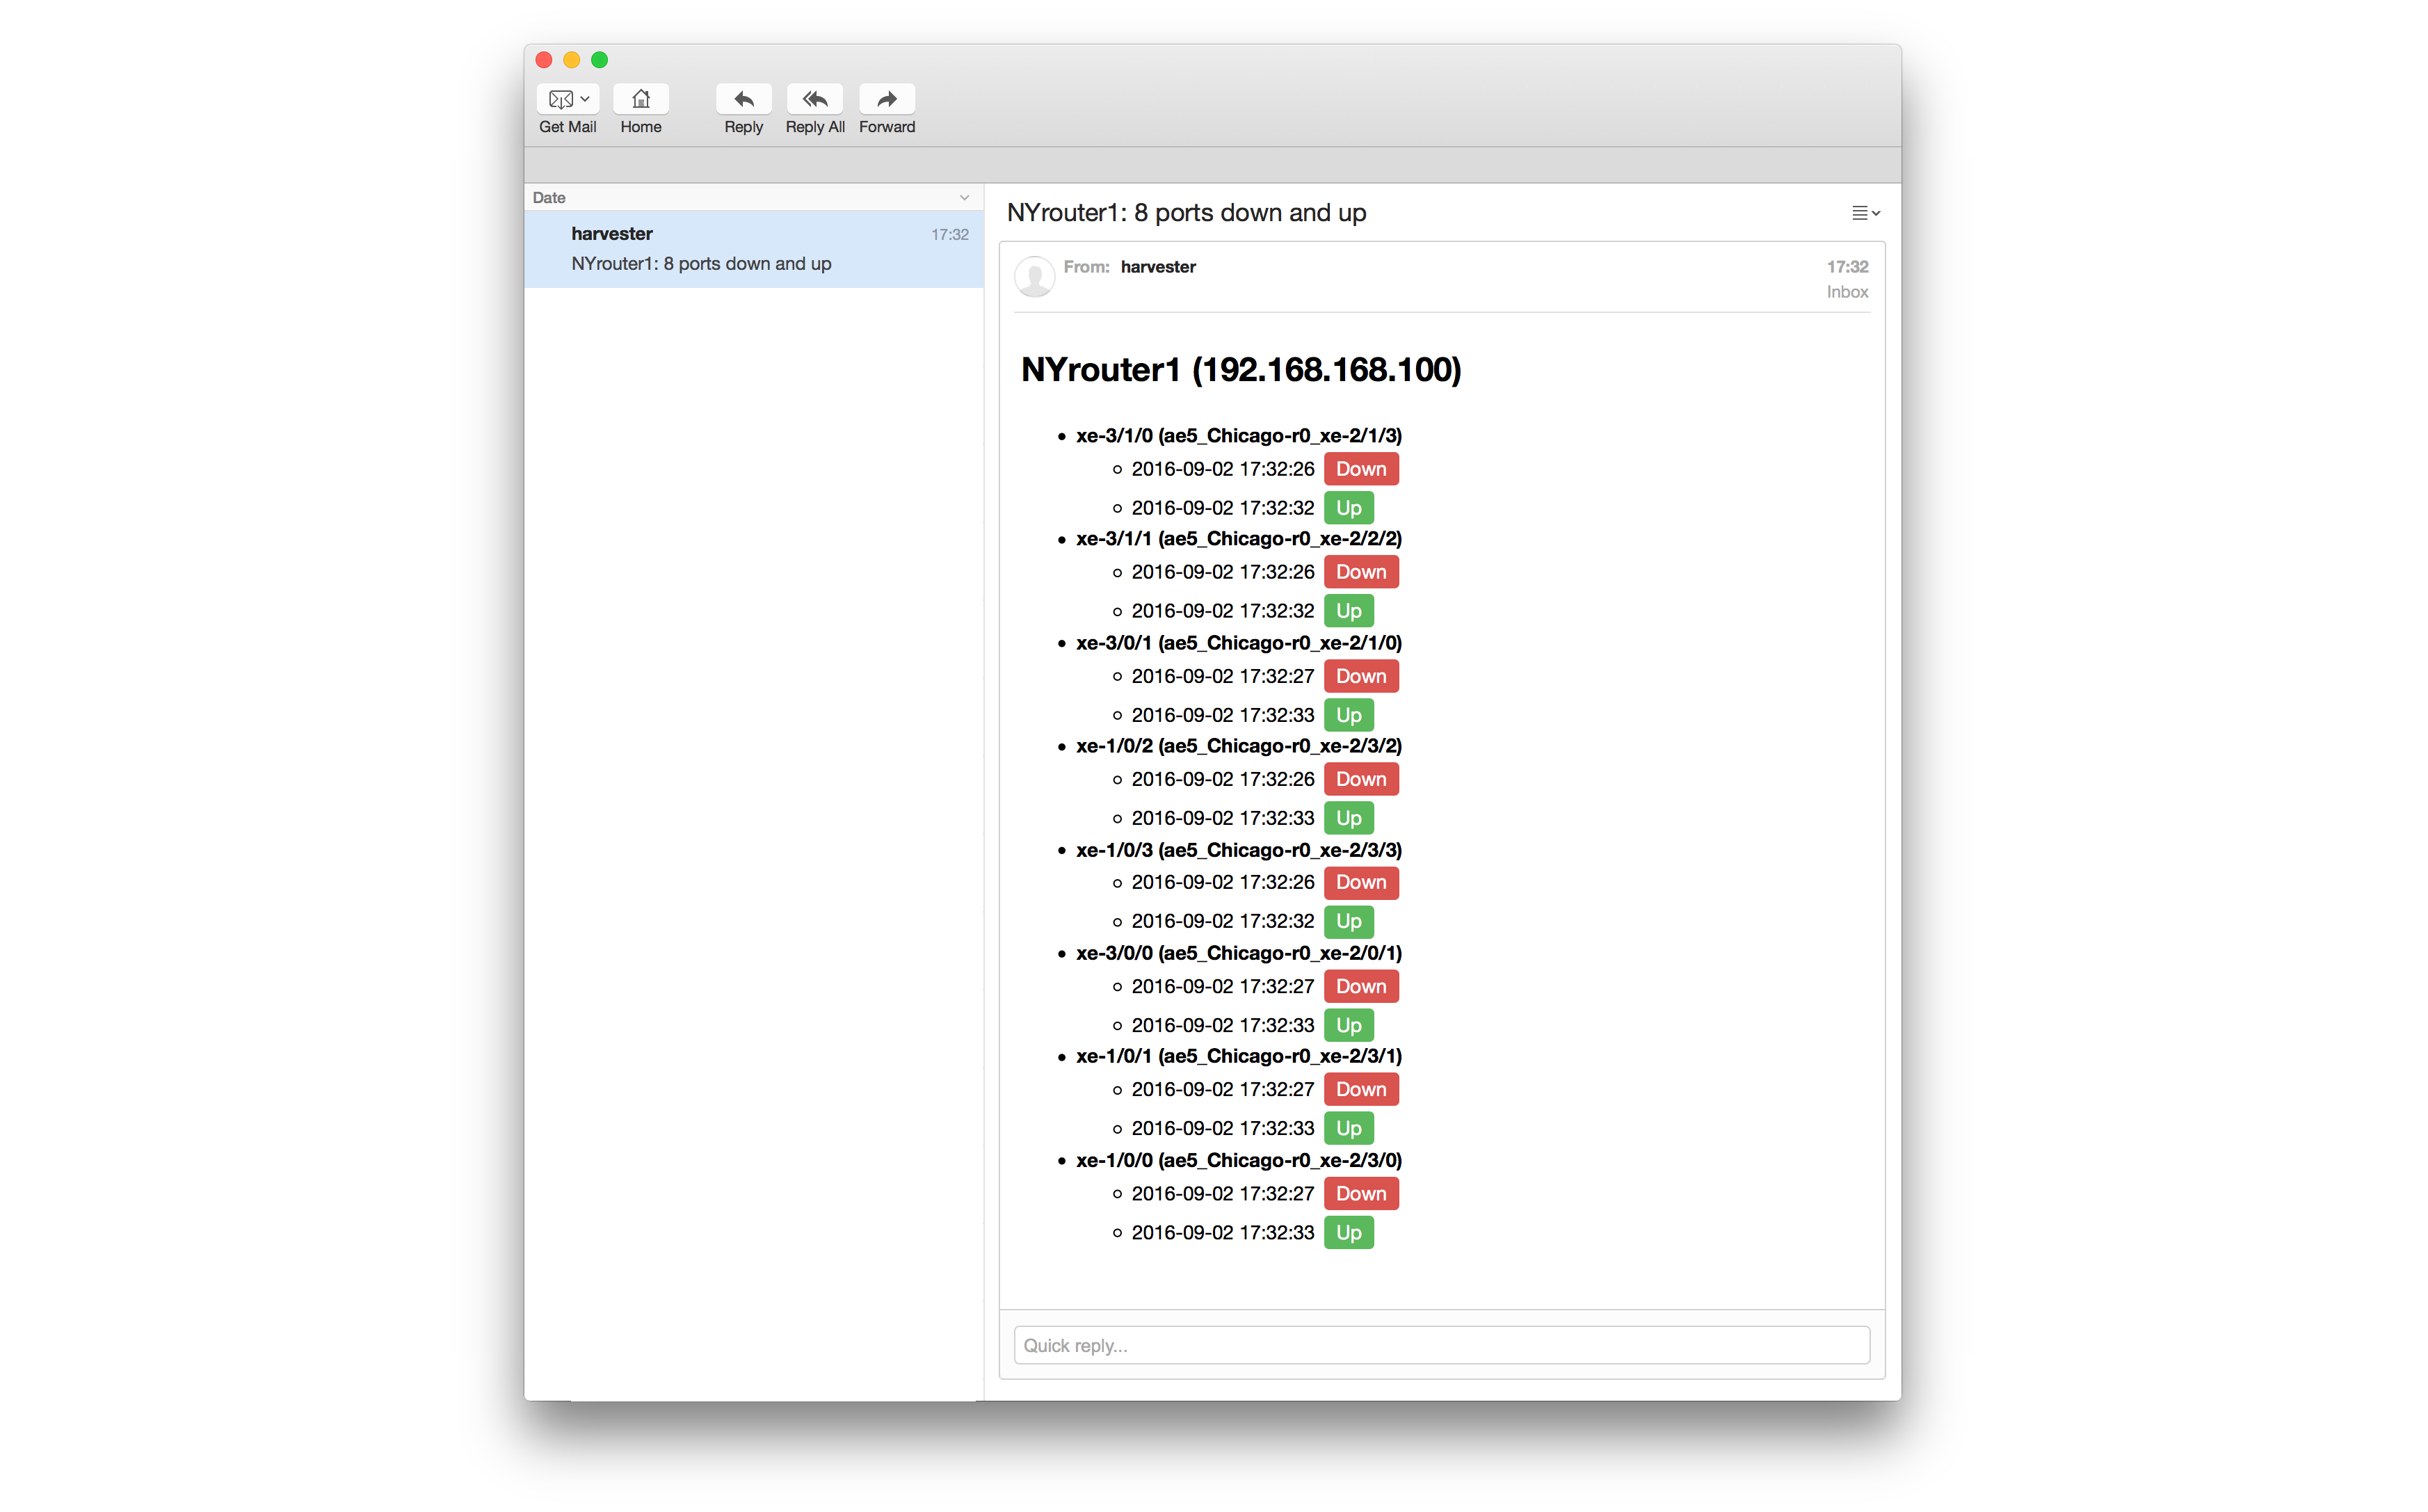 Get Mail
Home
Reply
Reply All
Forward
Date
harvester 17:32
NYrouter1: 8 ports down and up
NYrouter1: 8 ports down and up
From: harvester 17:32
Inbox
NYrouter1 (192.168.168.100)
xe-3/1/0 (ae5_Chicago-r0_xe-2/1/3)
2016-09-02 17:32:26 Down
2016-09-02 17:32:32 Up
xe-3/1/1 (ae5_Chicago-r0_xe-2/2/2)
2016-09-02 17:32:26 Down
2016-09-02 17:32:32 Up
xe-3/0/1 (ae5_Chicago-r0_xe-2/1/0)
2016-09-02 17:32:27 Down
2016-09-02 17:32:33 Up
xe-1/0/2 (ae5_Chicago-r0_xe-2/3/2)
2016-09-02 17:32:26 Down
2016-09-02 17:32:33 Up
xe-1/0/3 (ae5_Chicago-r0_xe-2/3/3)
2016-09-02 17:32:26 Down
2016-09-02 17:32:32 Up
xe-3/0/0 (ae5_Chicago-r0_xe-2/0/1)
2016-09-02 17:32:27 Down
2016-09-02 17:32:33 Up
xe-1/0/1 (ae5_Chicago-r0_xe-2/3/1)
2016-09-02 17:32:27 Down
2016-09-02 17:32:33 Up
xe-1/0/0 (ae5_Chicago-r0_xe-2/3/0)
2016-09-02 17:32:27 Down
2016-09-02 17:32:33 Up
Quick reply...